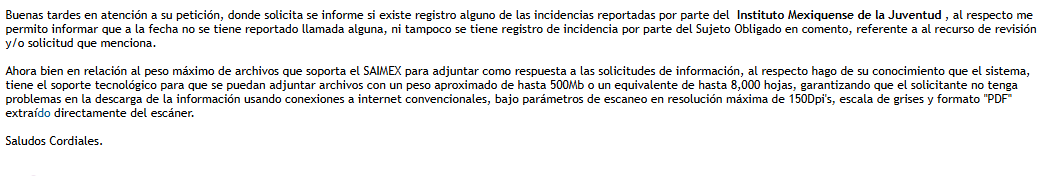 Buenas tardes en atención a su petición, donde solicita se informe si existe registro alguno de las incidencias reportadas por parte del Instituto Mexiquense de la Juventud , al respecto me
permito informar que a la fecha no se tiene reportado llamada alguna, ni tampoco se tiene registro de incidencia por parte del Sujeto Obligado en comento, referente a al recurso de revisión
y/o solicitud que menciona.
Ahora bien en relación al peso máximo de archivos que soporta el SAIMEX para adjuntar como respuesta a las solicitudes de información, al respecto hago de su conocimiento que el sistema,
tiene el soporte tecnológico para que se puedan adjuntar archivos con un peso aproximado de hasta 500Mb o un equivalente de hasta 8,000 hojas, garantizando que el solicitante no tenga
problemas en la descarga de la información usando conexiones a internet convencionales, bajo parámetros de escaneo en resolución máxima de 150Dpi's, escala de grises y formato "PDF"
extraído directamente del escáner.
Saludos Cordiales.